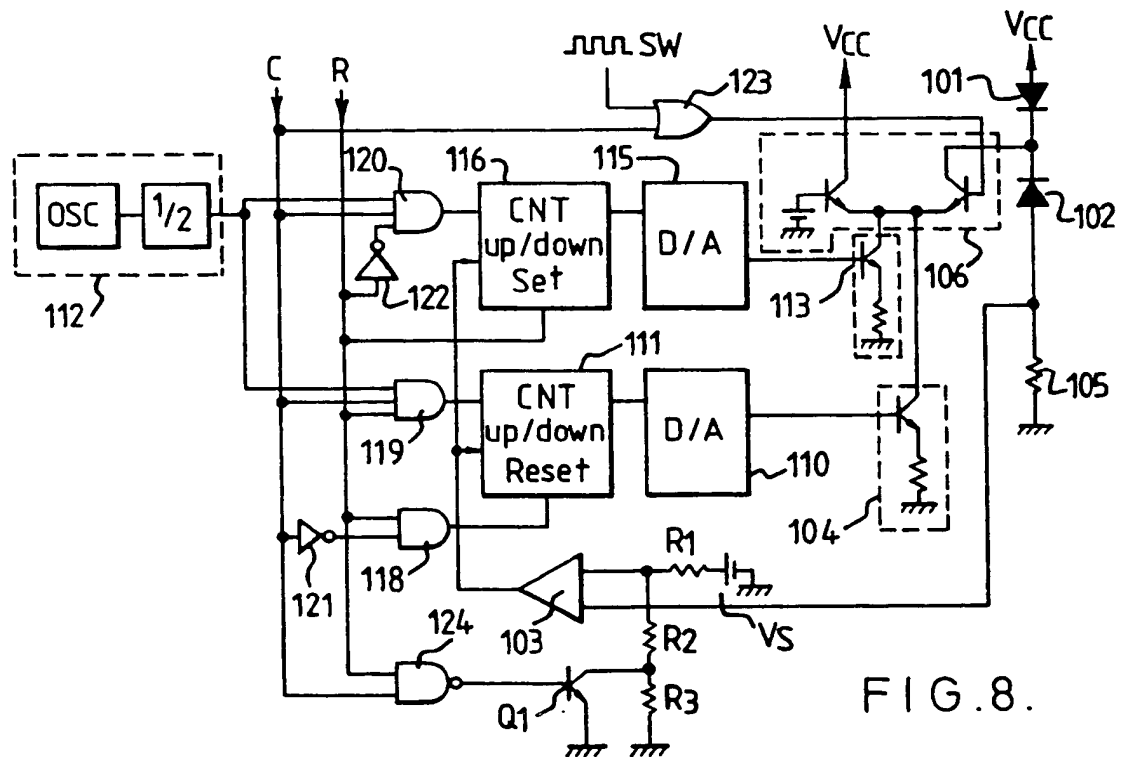 C
R
SW
VCC
VCC
101
123
120
116
115
OSC
1/2
CNT
up/down
Set
D/A
102
122
113
106
112
111
119
CNT
up/down
Reset
D/A
105
110
104
121
118
R1
103
VS
124
R2
Q1
R3
FIG.8.